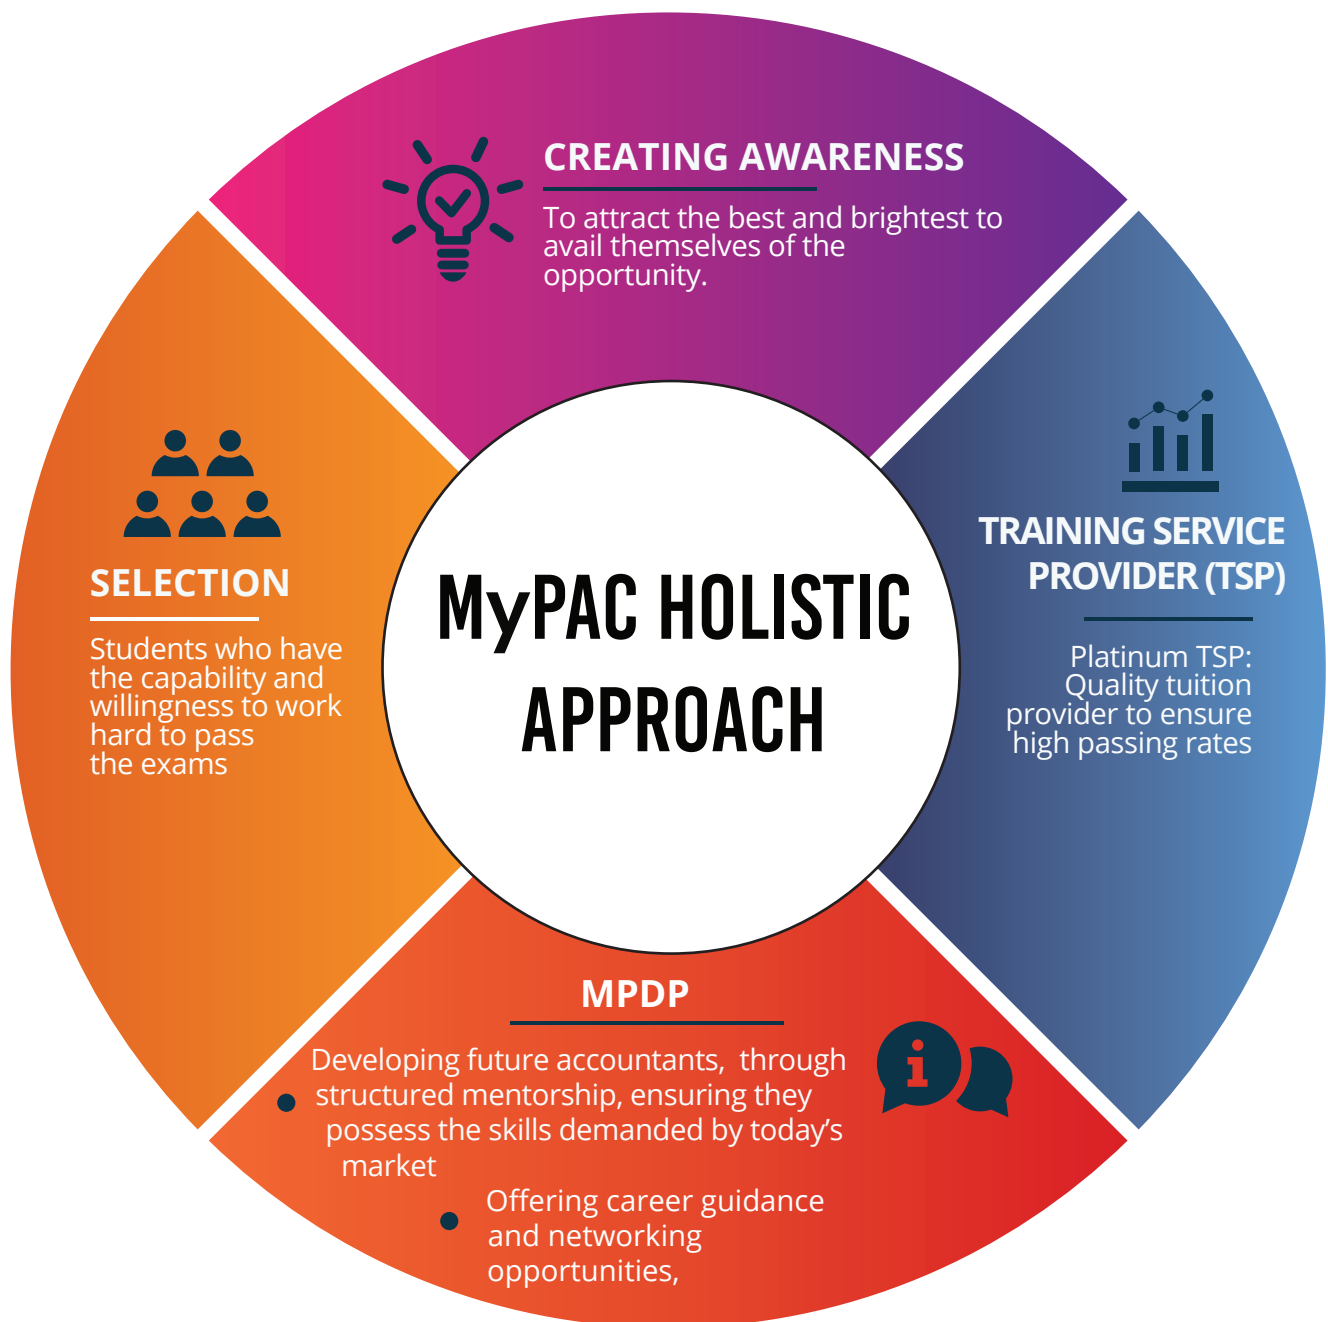 CREATING AWARENESS
To attract the best and brightest to
avail themselves of the
opportunity.
TRAINING SERVICE
PROVIDER (TSP)
Platinum TSP:
Quality tuition
provider to ensure
high passing rates
SELECTION
Students who have
the capability and
willingness to work
hard to pass
the exams
MyPAC HOLISTIC
APPROACH
MPDP
Developing future accountants,  through
structured mentorship, ensuring they
possess the skills demanded by today’s
market
Offering career guidance
and networking
opportunities,